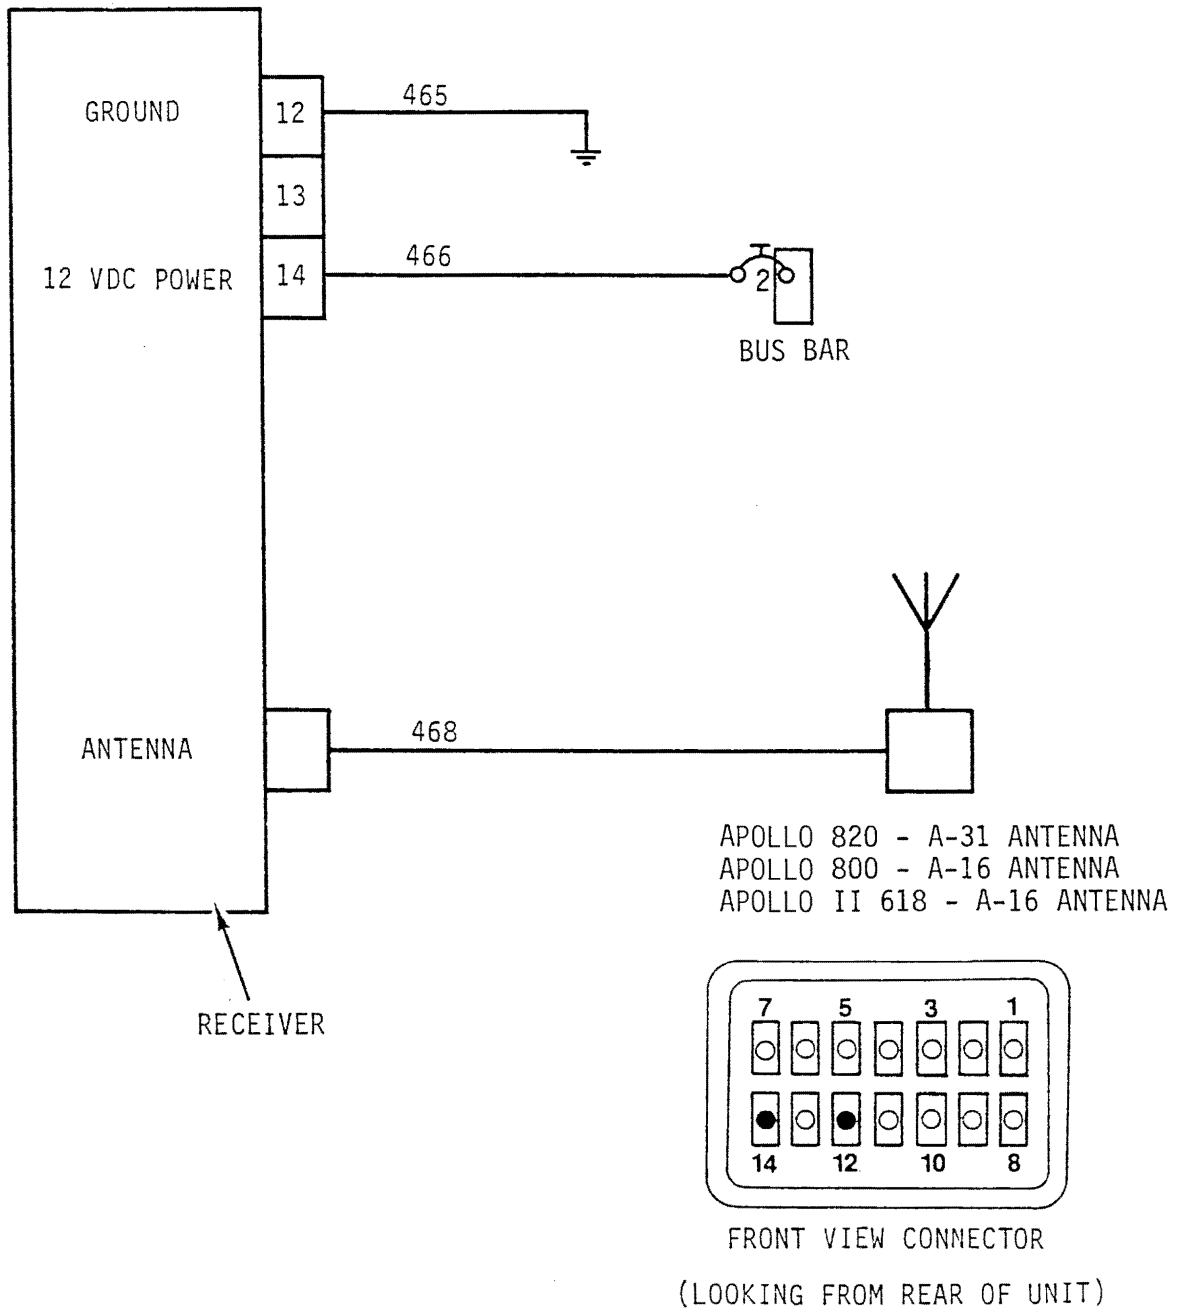 GROUND
12
465
13
12 VDC POWER
14
466
2
BUS BAR
ANTENNA
468
APOLLO 820 - A-31 ANTENNA
APOLLO 800 - A-16 ANTENNA
APOLLO II 618 - A-16 ANTENNA
RECEIVER
7 5 3 1
14 12 10 8
FRONT VIEW CONNECTOR
(LOOKING FROM REAR OF UNIT)